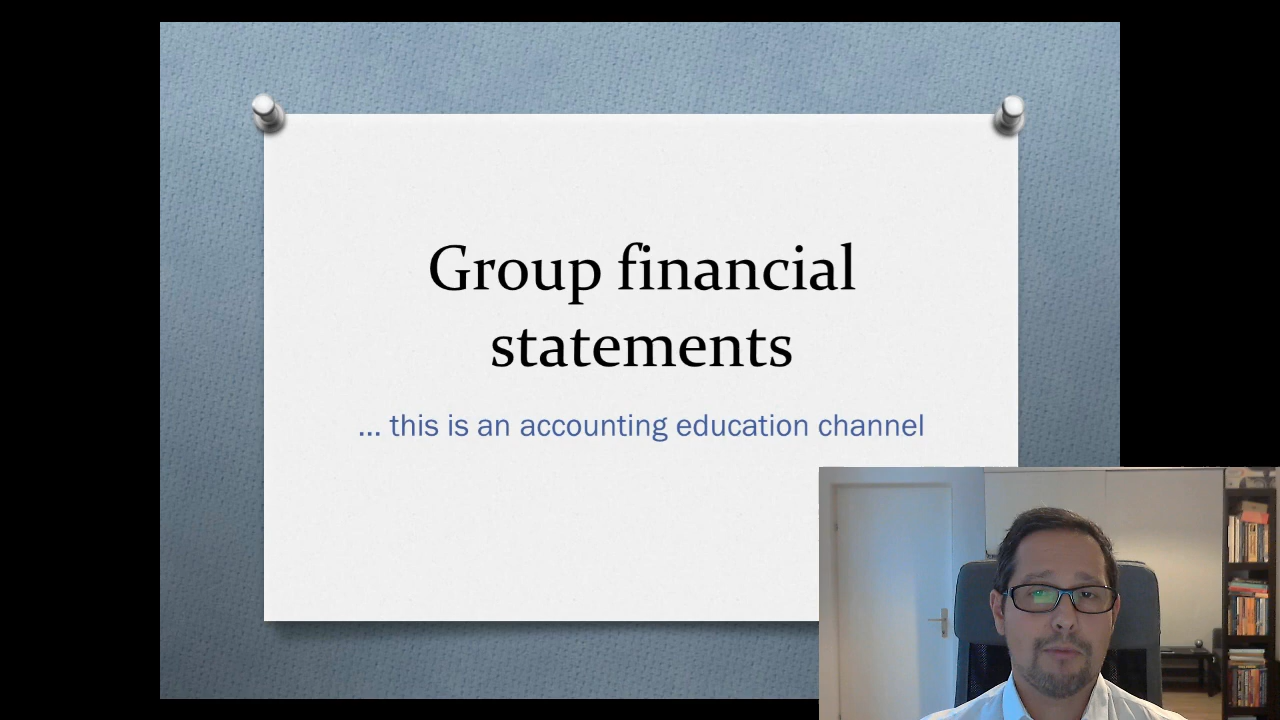 Group financial
statements
... this is an accounting education channel